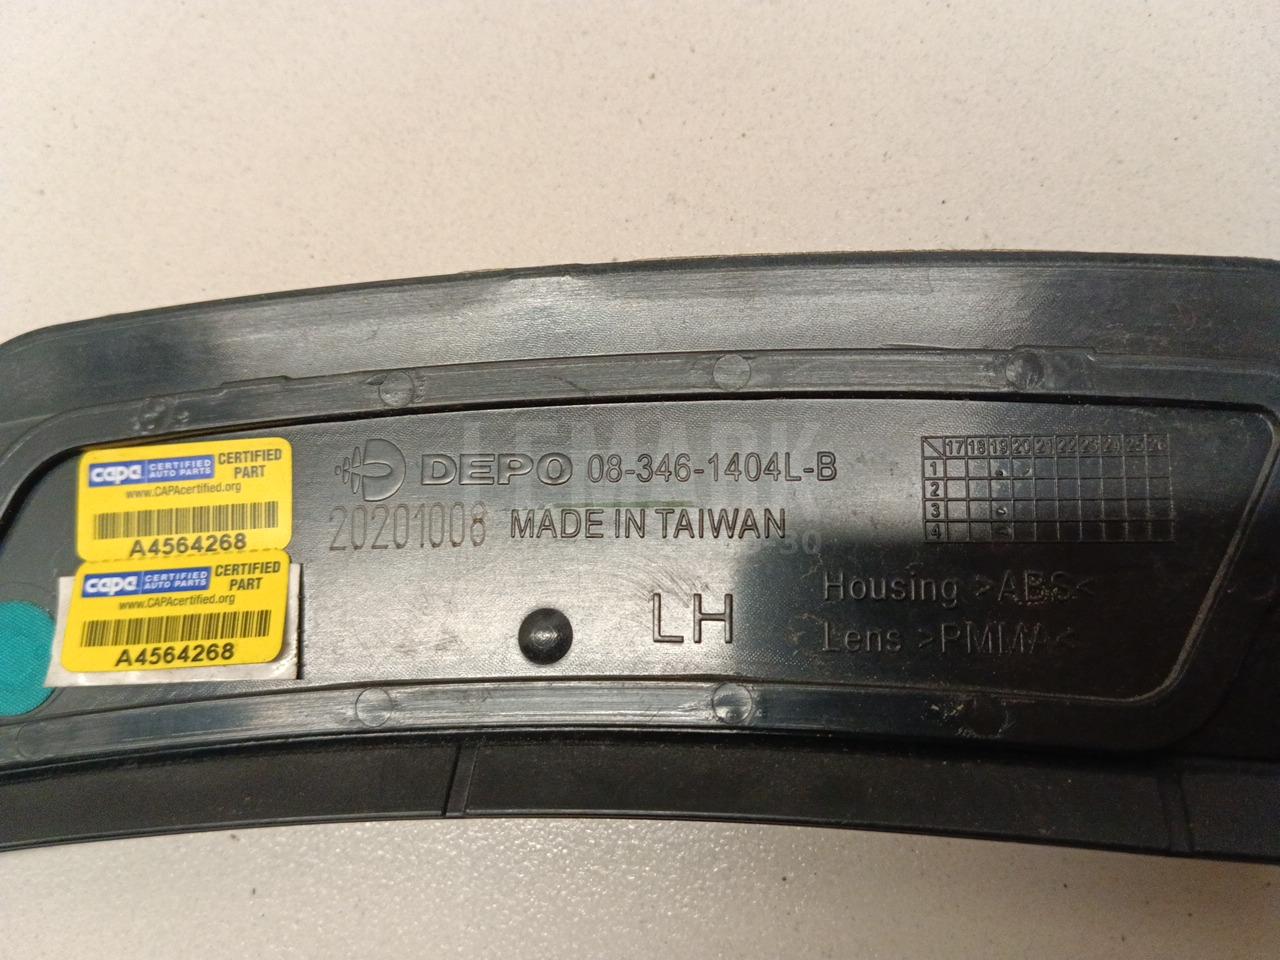 DEPO 08-346-1404L-B
20201008 MADE IN TAIWAN
LH
Housing >ABS<
Lens >PMMA<
17 18 19 20 21 22 23 24 25 26
1
2
3
4
capa CERTIFIED AUTO PARTS CERTIFIED PART
www.CAPAcertified.org
A4564268
capa CERTIFIED AUTO PARTS CERTIFIED PART
www.CAPAcertified.org
A4564268